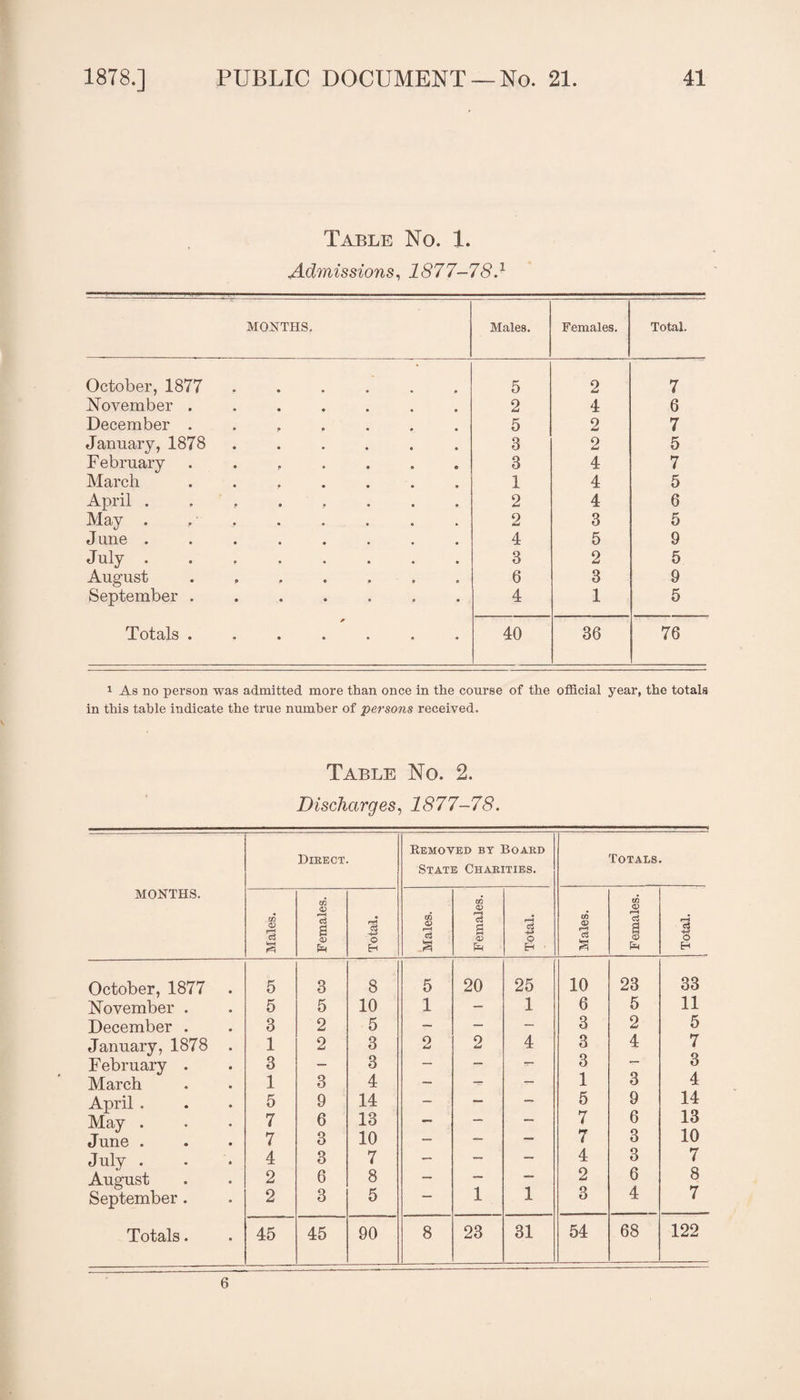 1878.] PUBLIC DOCUMENT — No. 21. 41
TABLE No. 1.
Admissions, 1877–78.¹
MONTHS. Males. Females. Total.
October, 1877 . . . . . . 5 2 7
November . . . . . . . 2 4 6
December . . . . . . . 5 2 7
January, 1878 . . . . . . 3 2 5
February . . . . . . . 3 4 7
March . . . . . . . 1 4 5
April . . . . . . . . 2 4 6
May . . . . . . . . 2 3 5
June . . . . . . . . 4 5 9
July . . . . . . . . 3 2 5
August . . . . . . . 6 3 9
September . . . . . . . 4 1 5
Totals . . . . . . . 40 36 76
¹ As no person was admitted more than once in the course of the official year, the totals
in this table indicate the true number of persons received.
TABLE No. 2.
Discharges, 1877–78.
MONTHS. DIRECT. REMOVED BY BOARD STATE CHARITIES. TOTALS.
Males. Females. Total. Males. Females. Total. Males. Females. Total.
October, 1877 . 5 3 8 5 20 25 10 23 33
November . . 5 5 10 1 – 1 6 5 11
December . . 3 2 5 – – – 3 2 5
January, 1878 . 1 2 3 2 2 4 3 4 7
February . . 3 – 3 – – – 3 – 3
March . . 1 3 4 – – – 1 3 4
April . . . 5 9 14 – – – 5 9 14
May . . . 7 6 13 – – – 7 6 13
June . . . 7 3 10 – – – 7 3 10
July . . . 4 3 7 – – – 4 3 7
August . . 2 6 8 – – – 2 6 8
September . . 2 3 5 – 1 1 3 4 7
Totals . . 45 45 90 8 23 31 54 68 122
6